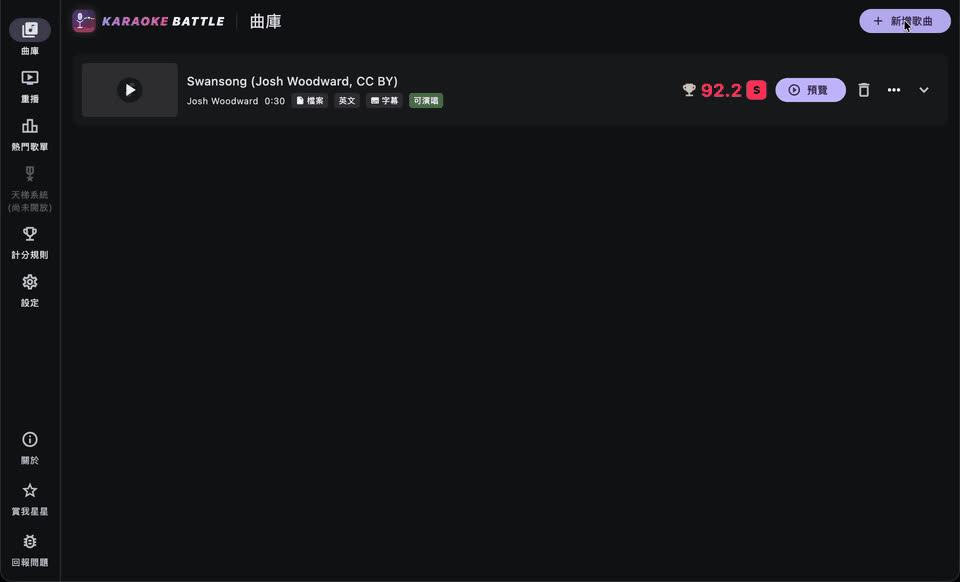 曲庫
重播
熱門歌單
天梯系統
(尚未開放)
計分規則
設定
關於
賞我星星
回報問題
KARAOKE BATTLE
曲庫
新增歌曲
Swansong (Josh Woodward, CC BY)
Josh Woodward 0:30 檔案 英文 字幕 可演唱
92.2 S
預覽